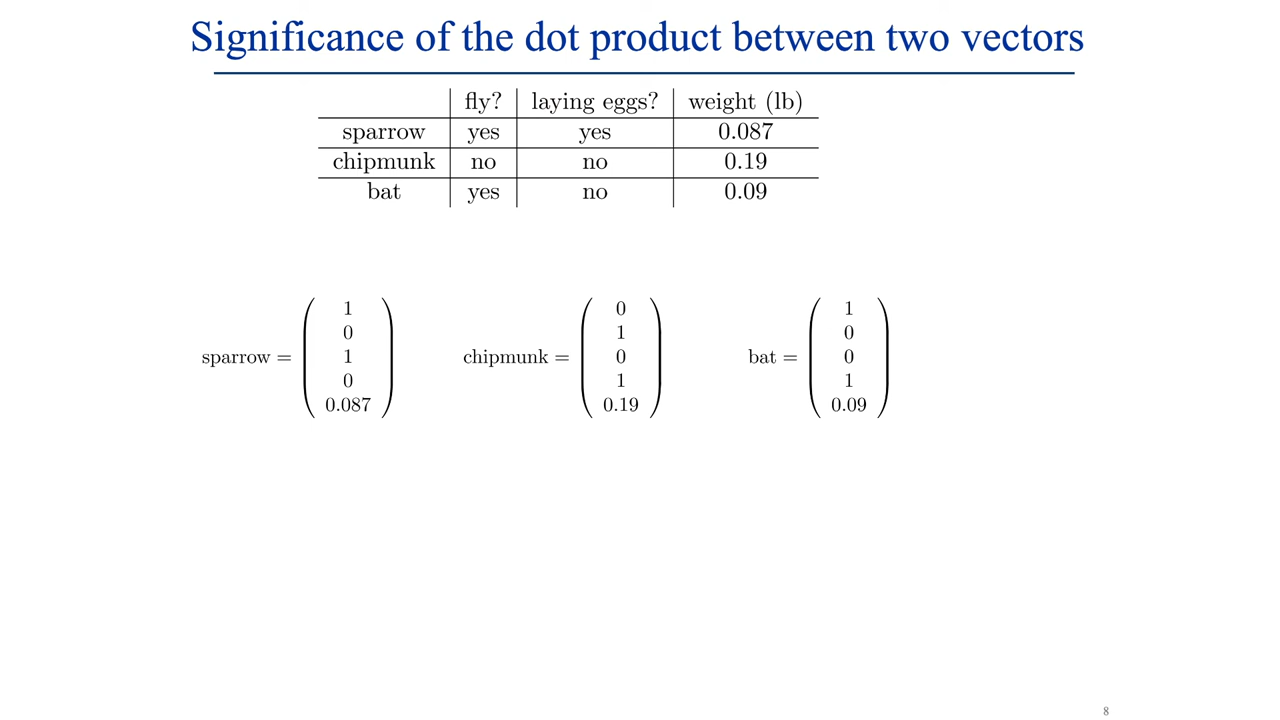 Significance of the dot product between two vectors
fly? laying eggs? weight (lb)
sparrow yes yes 0.087
chipmunk no no 0.19
bat yes no 0.09
sparrow = ( 1 0 1 0 0.087 )
chipmunk = ( 0 1 0 1 0.19 )
bat = ( 1 0 0 1 0.09 )
8